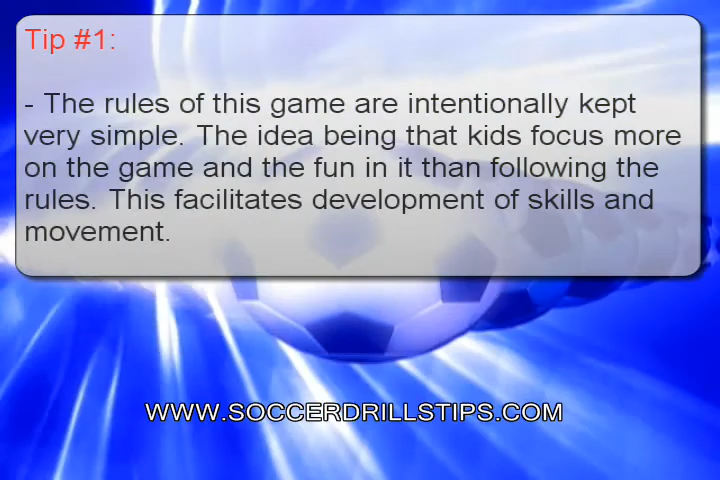 Tip #1:
- The rules of this game are intentionally kept
very simple. The idea being that kids focus more
on the game and the fun in it than following the
rules. This facilitates development of skills and
movement.
WWW.SOCCERDRILLSTIPS.COM